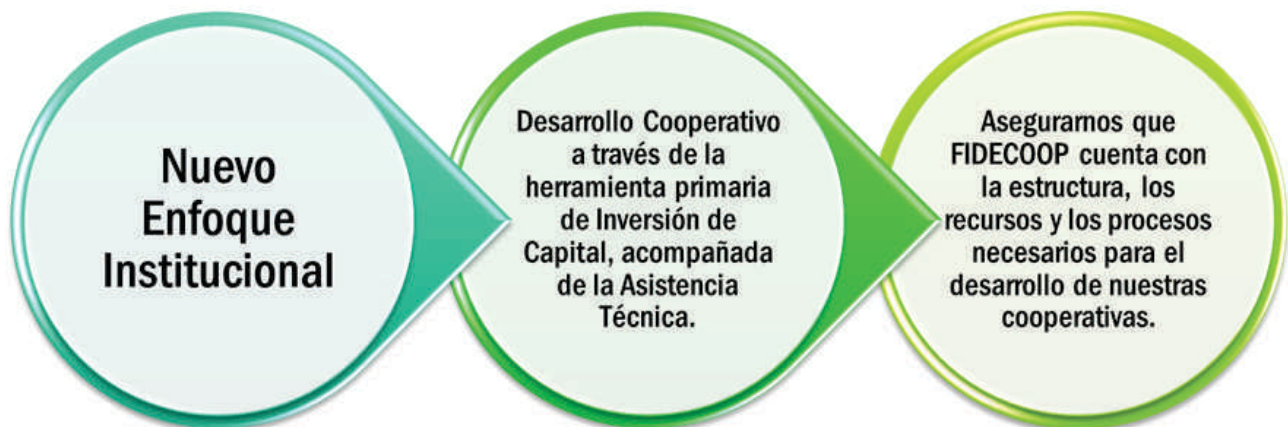 Nuevo
Enfoque
Institucional
Desarrollo Cooperativo
a través de la
herramienta primaria
de Inversión de
Capital, acompañada
de la Asistencia
Técnica.
Asegurarnos que
FIDECOOP cuenta con
la estructura, los
recursos y los procesos
necesarios para el
desarrollo de nuestras
cooperativas.